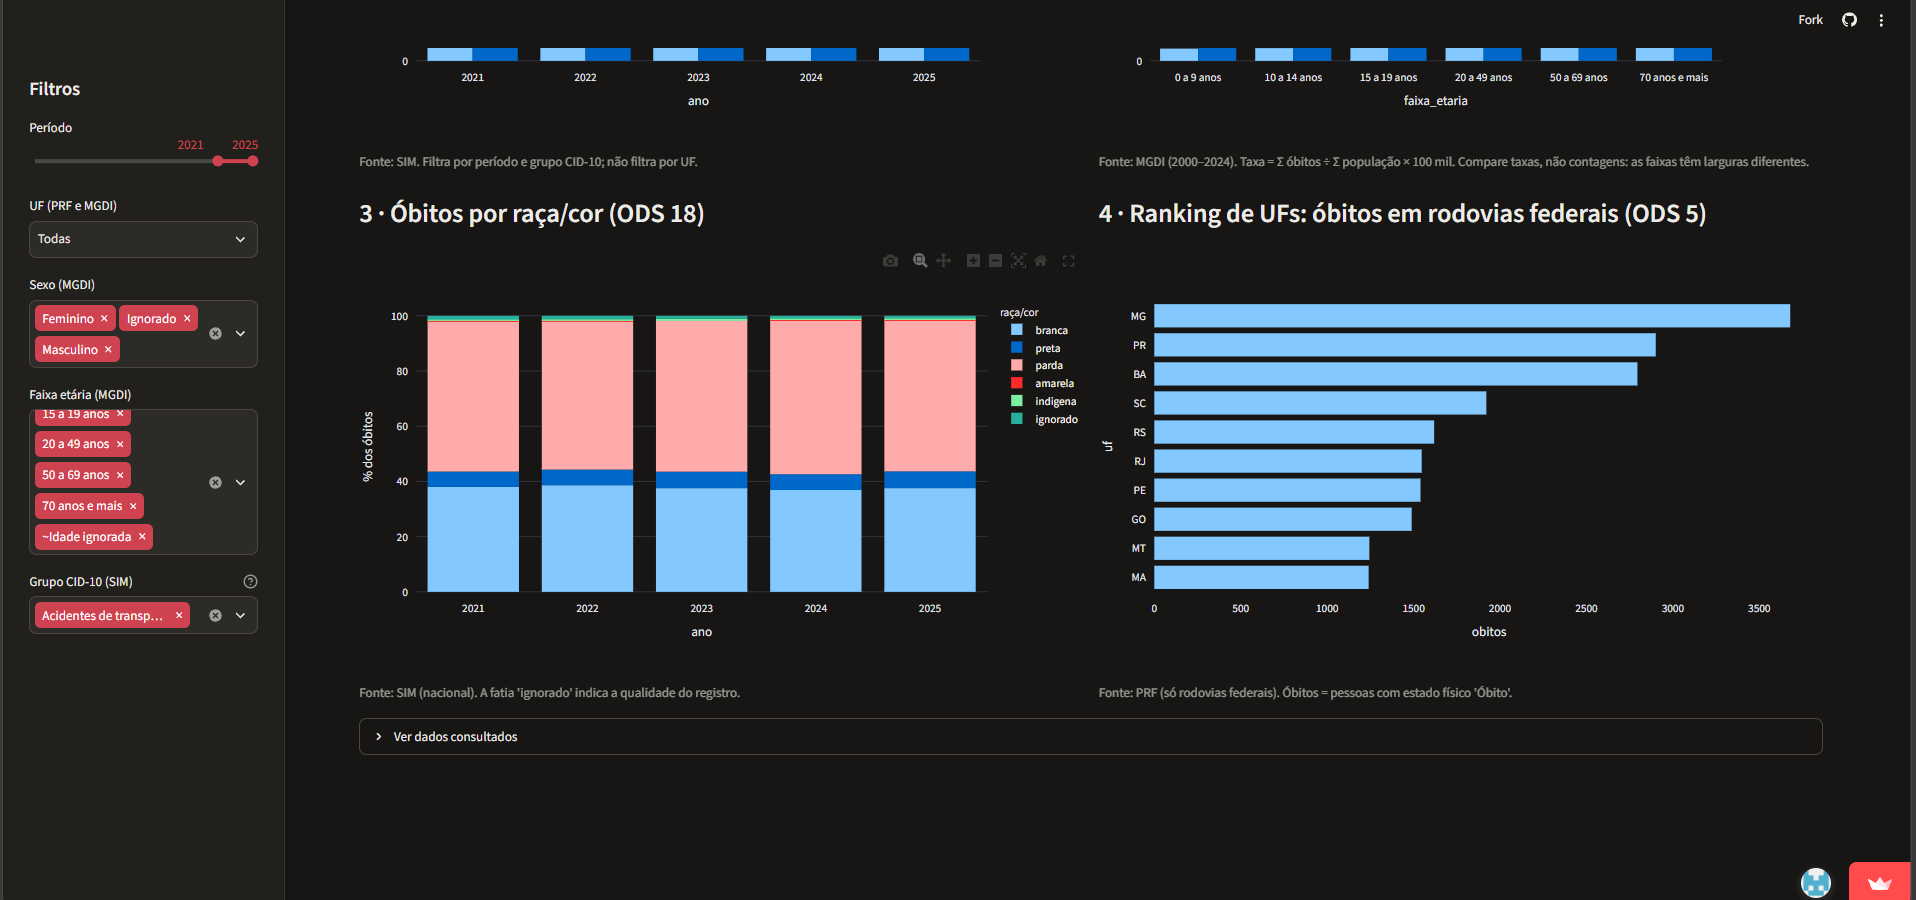 Fork
Filtros
Período
2021 2025
UF (PRF e MGDI)
Todas
Sexo (MGDI)
Feminino × Ignorado ×
Masculino ×
Faixa etária (MGDI)
15 a 19 anos ×
20 a 49 anos ×
50 a 69 anos ×
70 anos e mais ×
~Idade ignorada ×
Grupo CID-10 (SIM)
Acidentes de transp... ×
0
2021 2022 2023 2024 2025
ano
Fonte: SIM. Filtra por período e grupo CID-10; não filtra por UF.
0
0 a 9 anos 10 a 14 anos 15 a 19 anos 20 a 49 anos 50 a 69 anos 70 anos e mais
faixa_etaria
Fonte: MGDI (2000–2024). Taxa = Σ óbitos ÷ Σ população × 100 mil. Compare taxas, não contagens: as faixas têm larguras diferentes.
3 · Óbitos por raça/cor (ODS 18)
100
80
60
40
20
0
% dos óbitos
2021 2022 2023 2024 2025
ano
raça/cor
branca
preta
parda
amarela
indigena
ignorado
Fonte: SIM (nacional). A fatia 'ignorado' indica a qualidade do registro.
4 · Ranking de UFs: óbitos em rodovias federais (ODS 5)
uf
MG
PR
BA
SC
RS
RJ
PE
GO
MT
MA
0 500 1000 1500 2000 2500 3000 3500
obitos
Fonte: PRF (só rodovias federais). Óbitos = pessoas com estado físico 'Óbito'.
Ver dados consultados